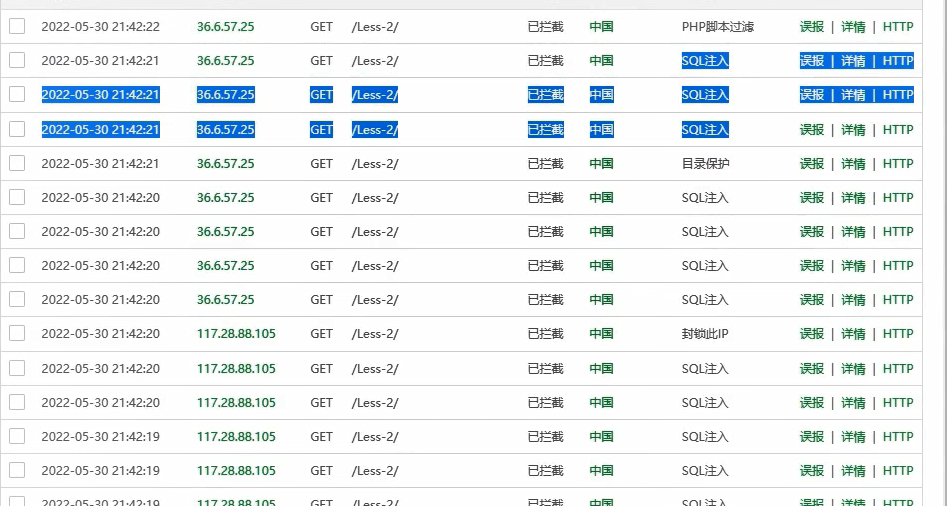 2022-05-30 21:42:22 36.6.57.25 GET /Less-2/ 已拦截 中国 PHP脚本过滤 误报 | 详情 | HTTP
2022-05-30 21:42:21 36.6.57.25 GET /Less-2/ 已拦截 中国 SQL注入 误报 | 详情 | HTTP
2022-05-30 21:42:21 36.6.57.25 GET /Less-2/ 已拦截 中国 SQL注入 误报 | 详情 | HTTP
2022-05-30 21:42:21 36.6.57.25 GET /Less-2/ 已拦截 中国 SQL注入 误报 | 详情 | HTTP
2022-05-30 21:42:21 36.6.57.25 GET /Less-2/ 已拦截 中国 目录保护 误报 | 详情 | HTTP
2022-05-30 21:42:20 36.6.57.25 GET /Less-2/ 已拦截 中国 SQL注入 误报 | 详情 | HTTP
2022-05-30 21:42:20 36.6.57.25 GET /Less-2/ 已拦截 中国 SQL注入 误报 | 详情 | HTTP
2022-05-30 21:42:20 36.6.57.25 GET /Less-2/ 已拦截 中国 SQL注入 误报 | 详情 | HTTP
2022-05-30 21:42:20 36.6.57.25 GET /Less-2/ 已拦截 中国 SQL注入 误报 | 详情 | HTTP
2022-05-30 21:42:20 117.28.88.105 GET /Less-2/ 已拦截 中国 封锁此IP 误报 | 详情 | HTTP
2022-05-30 21:42:20 117.28.88.105 GET /Less-2/ 已拦截 中国 SQL注入 误报 | 详情 | HTTP
2022-05-30 21:42:20 117.28.88.105 GET /Less-2/ 已拦截 中国 SQL注入 误报 | 详情 | HTTP
2022-05-30 21:42:19 117.28.88.105 GET /Less-2/ 已拦截 中国 SQL注入 误报 | 详情 | HTTP
2022-05-30 21:42:19 117.28.88.105 GET /Less-2/ 已拦截 中国 SQL注入 误报 | 详情 | HTTP
2022-05-30 21:42:19 117.28.88.105 GET /Less-2/ 已拦截 中国 SQL注入 误报 | 详情 | HTTP